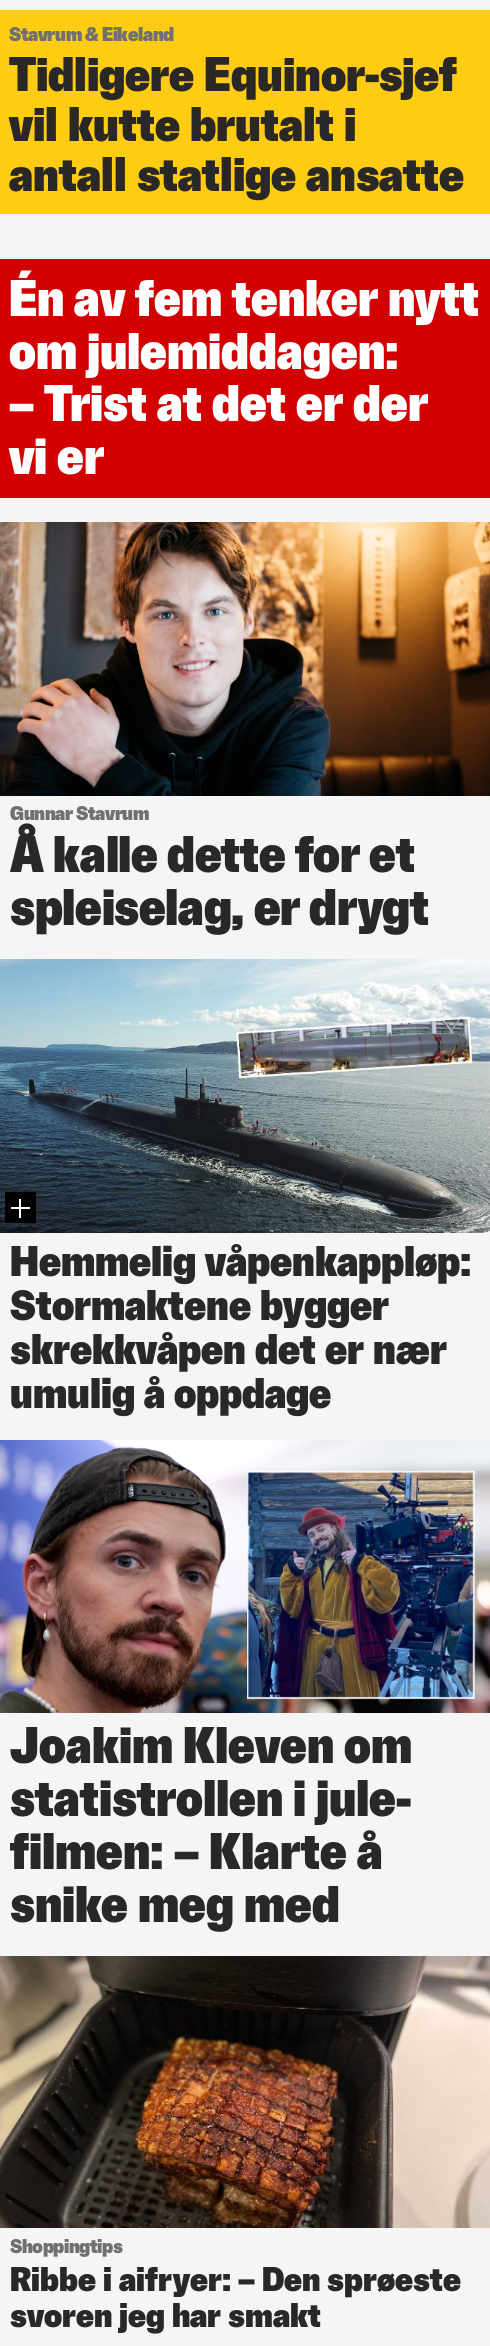 Stavrum & Eikeland
Tidligere Equinor-sjef
vil kutte brutalt i
antall statlige ansatte
Én av fem tenker nytt
om julemiddagen:
– Trist at det er der
vi er
Gunnar Stavrum
Å kalle dette for et
spleiselag, er drygt
Hemmelig våpenkappløp:
Stormaktene bygger
skrekkvåpen det er nær
umulig å oppdage
Joakim Kleven om
statistrollen i jule-
filmen: – Klarte å
snike meg med
Shoppingtips
Ribbe i aifryer: – Den sprøeste
svoren jeg har smakt